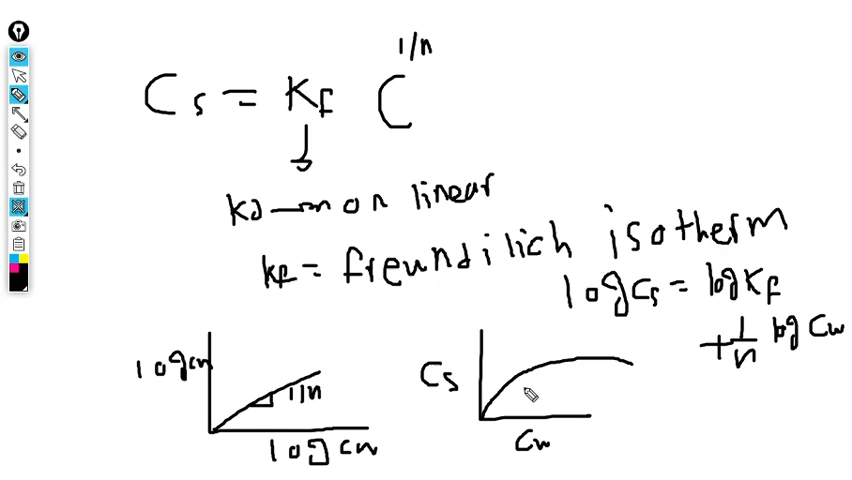 Cs = Kf C^1/n
kd non linear
kf = freundilich isotherm
log Cs = log Kf
+ 1/n log Cw
log cw
1/n
log cw
Cs
Cw